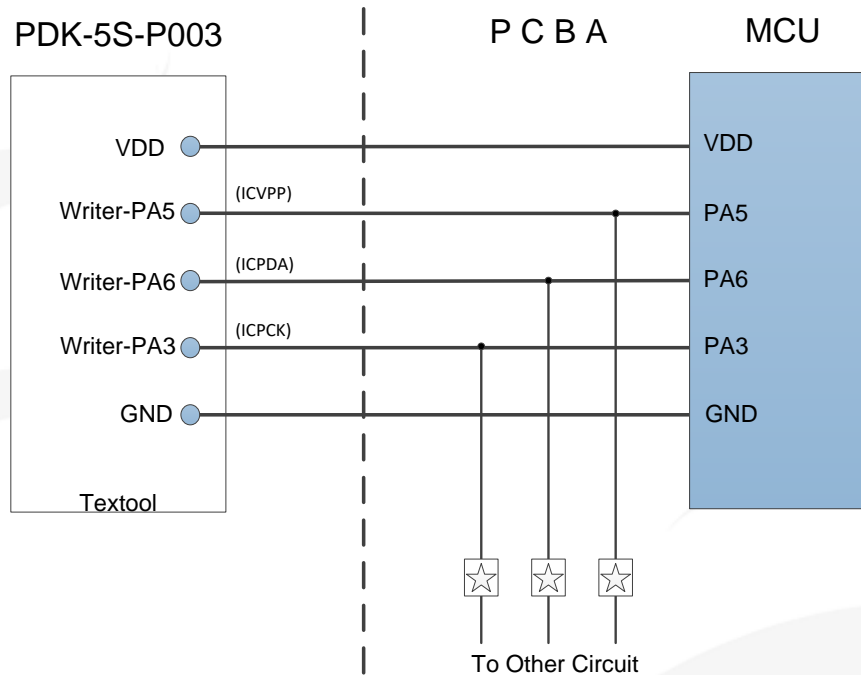 PDK-5S-P003
P C B A
MCU
VDD
VDD
Writer-PA5
(ICVPP)
PA5
Writer-PA6
(ICPDA)
PA6
Writer-PA3
(ICPCK)
PA3
GND
GND
Textool
To Other Circuit